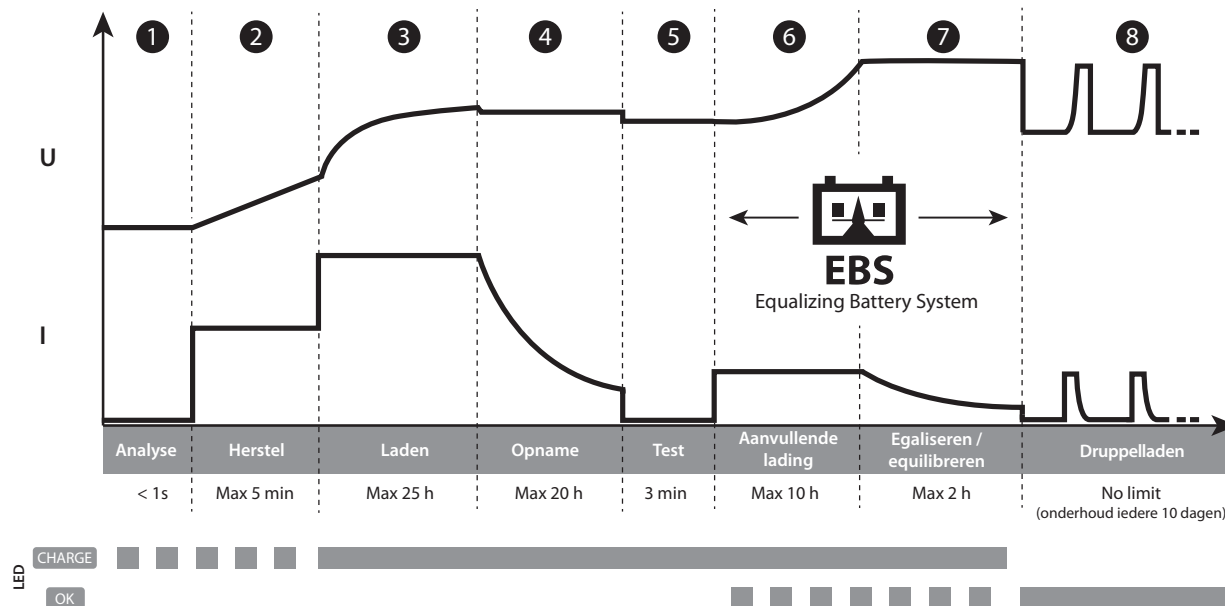 1 2 3 4 5 6 7 8
U
EBS
Equalizing Battery System
I
Analyse Herstel Laden Opname Test Aanvullende lading Egaliseren / equilibreren Druppelladen
< 1s Max 5 min Max 25 h Max 20 h 3 min Max 10 h Max 2 h No limit
(onderhoud iedere 10 dagen)
LED
CHARGE
OK